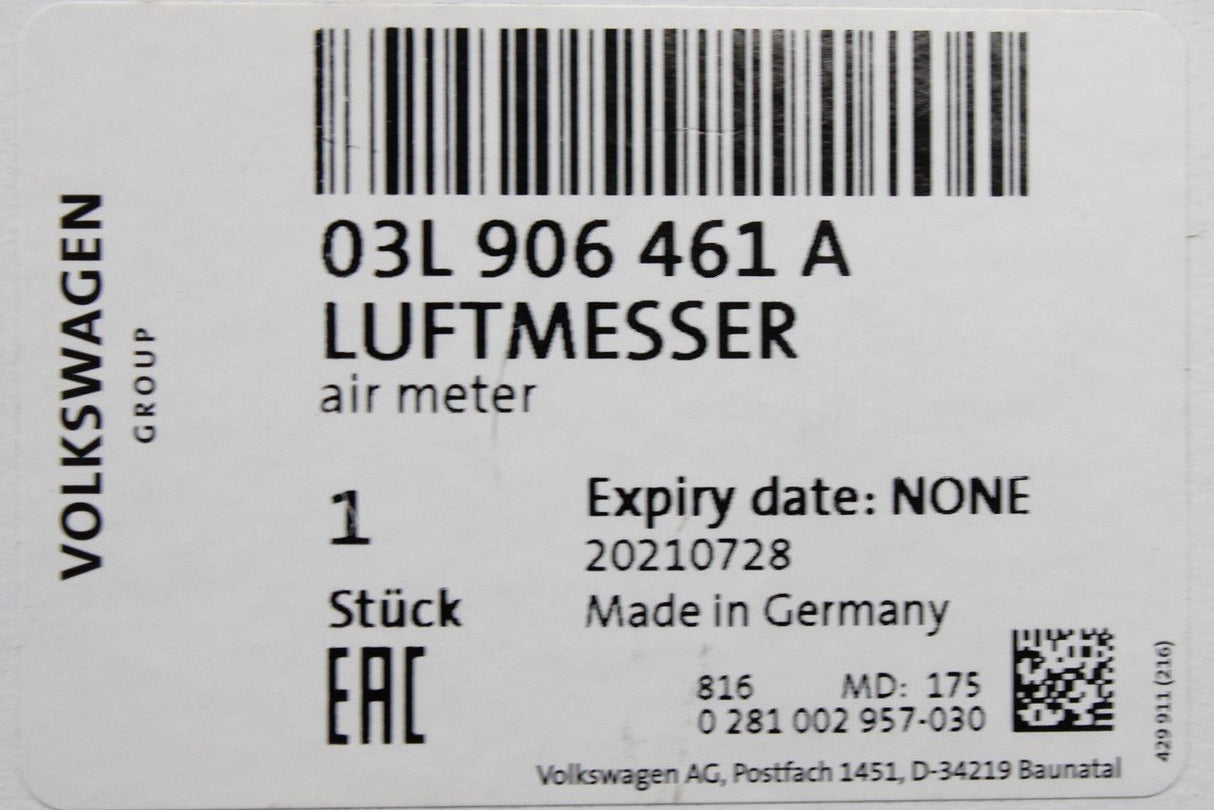 VOLKSWAGEN
GROUP
03L 906 461 A
LUFTMESSER
air meter
1
Stück
EAC
Expiry date: NONE
20210728
Made in Germany
816 MD: 175
0 281 002 957-030
Volkswagen AG, Postfach 1451, D-34219 Baunatal
429 911 (216)